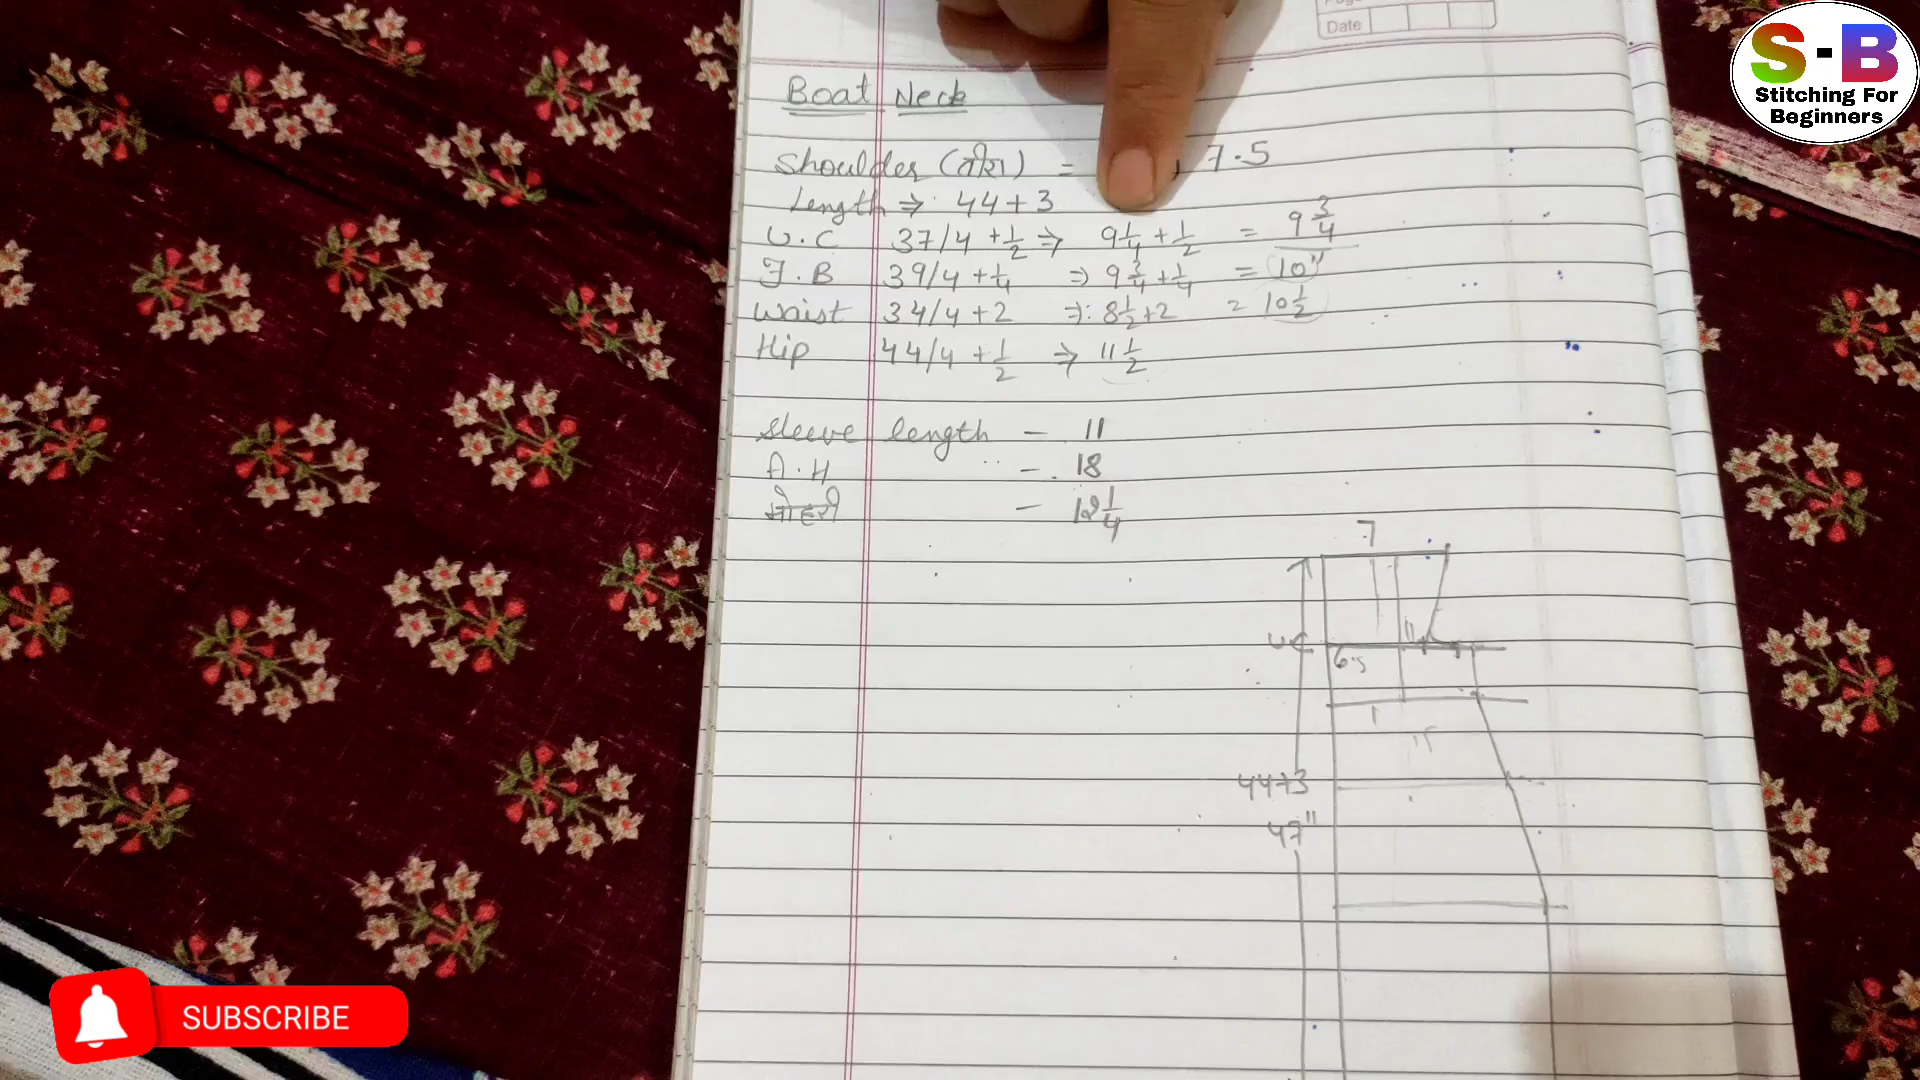 Date
S-B
Stitching For
Beginners
Boat Neck
Shoulder (तीरा) = , 7.5
Length ⇒ 44+3
U.C 37/4 + 1/2 ⇒ 9 1/4 + 1/2 = 9 3/4
F.B 39/4 + 1/4 ⇒ 9 3/4 + 1/4 = 10"
Waist 34/4 + 2 ⇒ 8 1/2 + 2 = 10 1/2
Hip 44/4 + 1/2 ⇒ 11 1/2
Sleeve length - 11
A.H - 18
मोहरी - 12 1/4
7
UC
6.5
44+3
47"
SUBSCRIBE